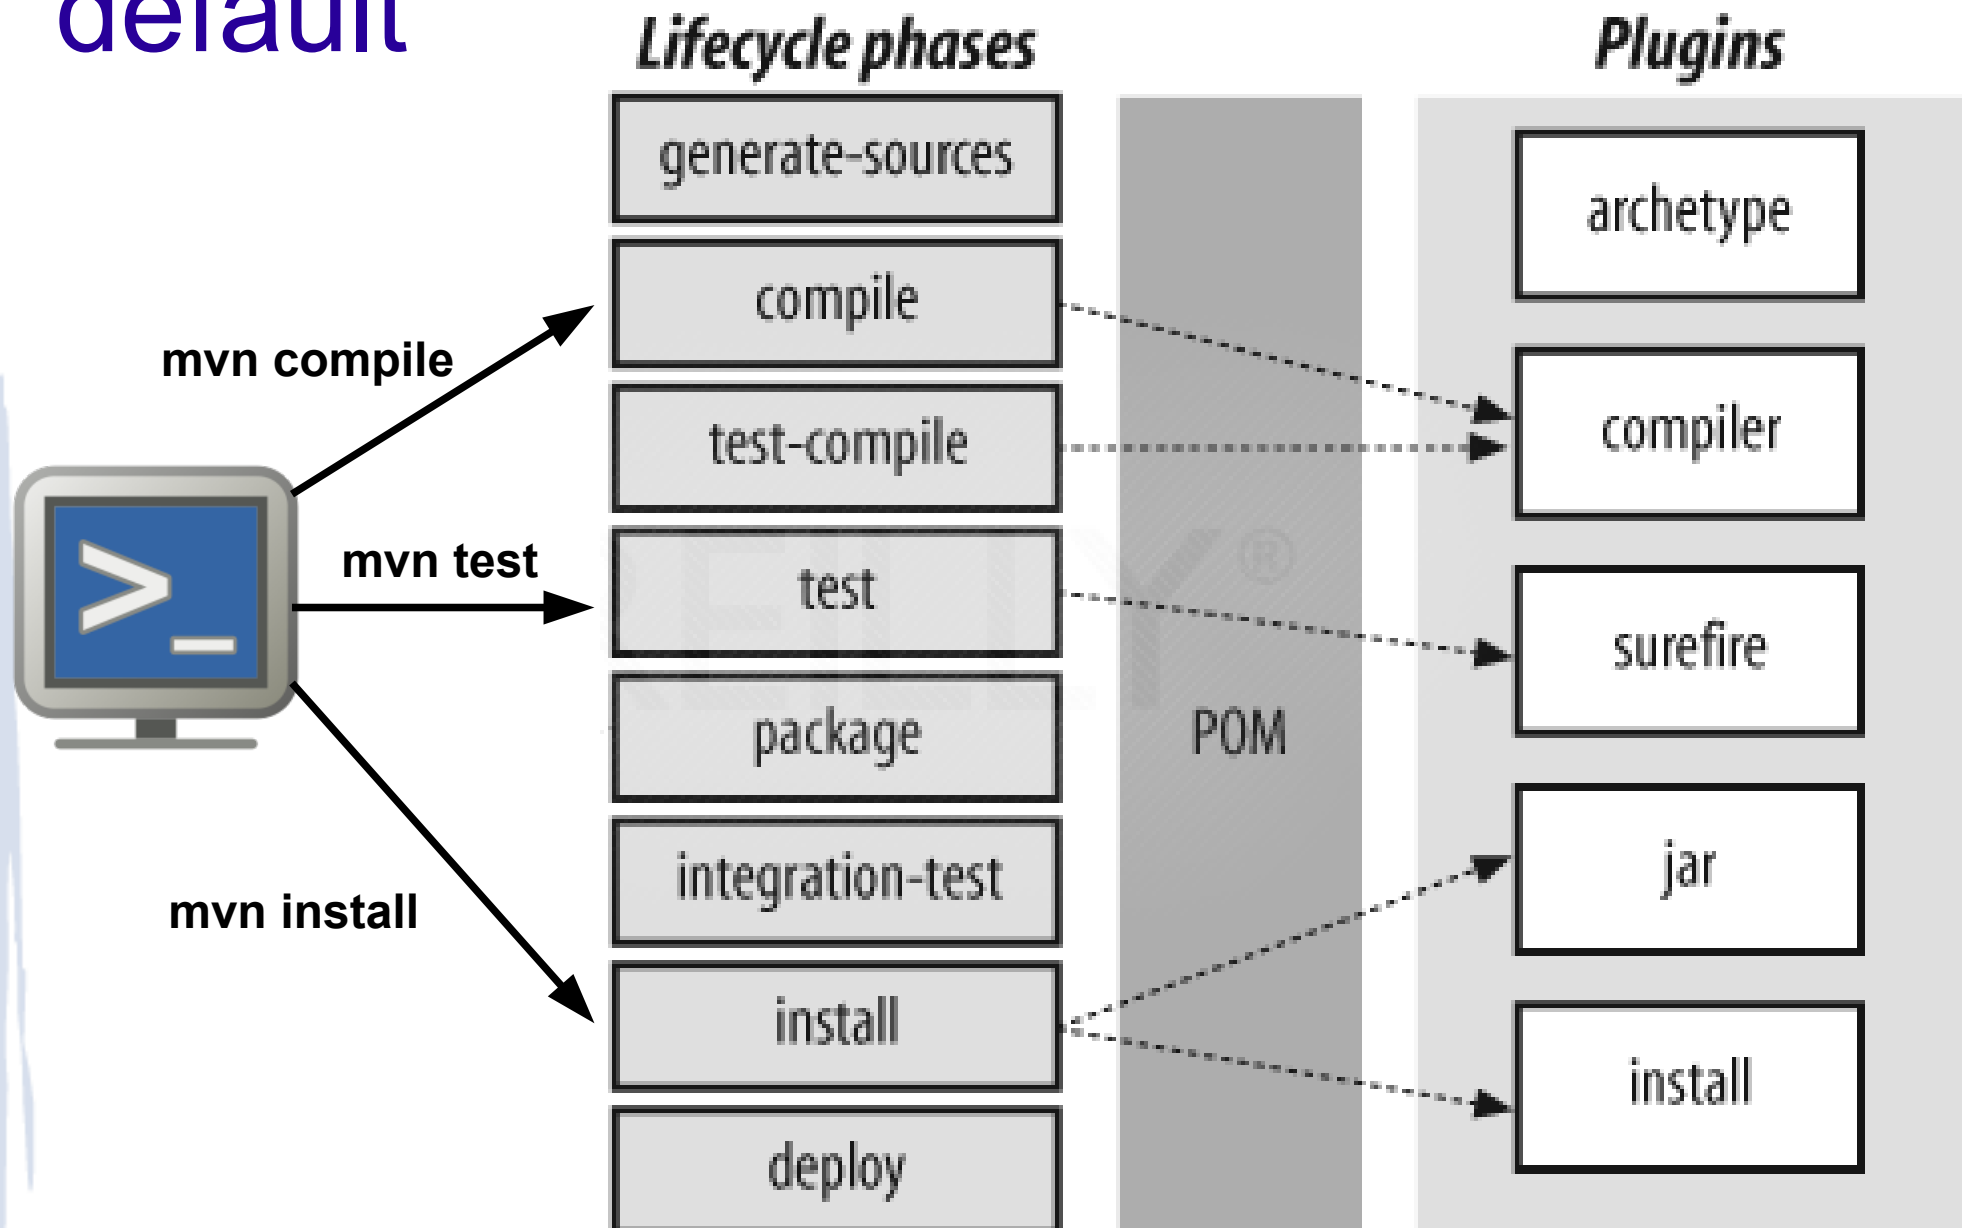 default
Lifecycle phases
Plugins
generate-sources
compile
test-compile
test
package
integration-test
install
deploy
mvn compile
mvn test
mvn install
>_
POM
REILLY®
archetype
compiler
surefire
jar
install